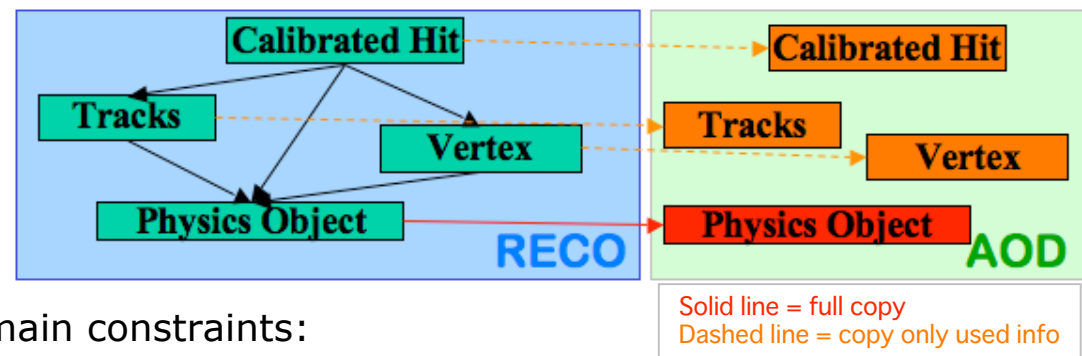 Calibrated Hit
Tracks
Vertex
Physics Object
RECO
Calibrated Hit
Tracks
Vertex
Physics Object
AOD
Solid line = full copy
Dashed line = copy only used info
main constraints: